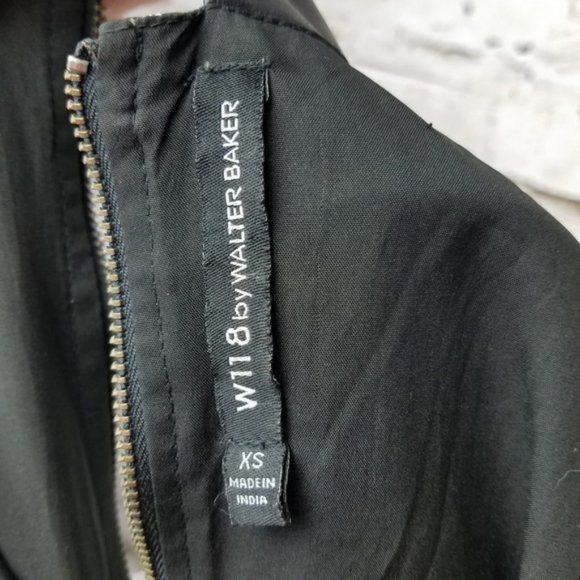 W118 by WALTER BAKER
XS
MADE IN
INDIA